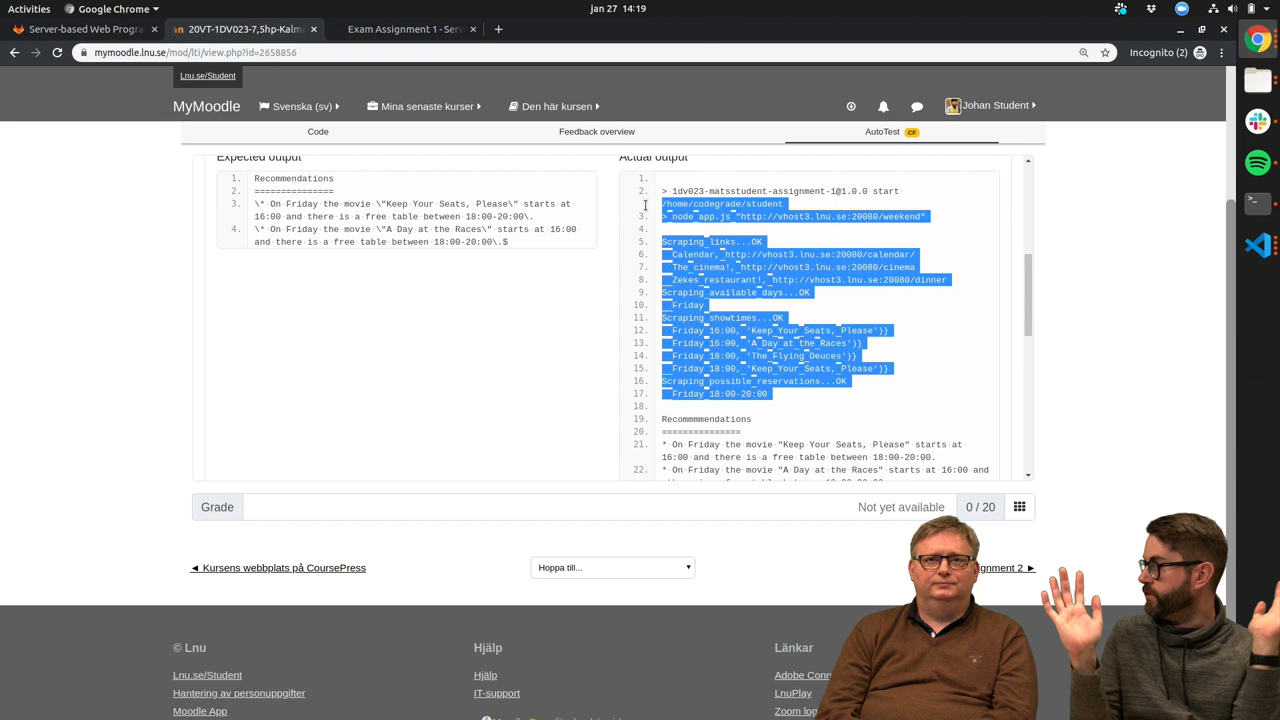 Activities
Google Chrome
jan 27 14:19
Server-based Web Progra
20VT-1DV023-7,5hp-Kalm
Exam Assignment 1 - Serv
mymoodle.lnu.se/mod/lti/view.php?id=2658856
Incognito (2)
Lnu.se/Student
MyMoodle
Svenska (sv)
Mina senaste kurser
Den här kursen
Johan Student
Code
Feedback overview
AutoTest
CF
Expected output
1. Recommendations
2. ===============
3. \* On Friday the movie \"Keep Your Seats, Please\" starts at
16:00 and there is a free table between 18:00-20:00\.
4. \* On Friday the movie \"A Day at the Races\" starts at 16:00
and there is a free table between 18:00-20:00\.$
Actual output
1.
2. > 1dv023-matsstudent-assignment-1@1.0.0 start
/home/codegrade/student
3. > node app.js "http://vhost3.lnu.se:20080/weekend"
4.
5. Scraping links...OK
6. Calendar, http://vhost3.lnu.se:20080/calendar/
7. The cinema!, http://vhost3.lnu.se:20080/cinema
8. Zekes restaurant!, http://vhost3.lnu.se:20080/dinner
9. Scraping available days...OK
10. Friday
11. Scraping showtimes...OK
12. Friday 16:00, 'Keep Your Seats, Please')}
13. Friday 16:00, 'A Day at the Races')}
14. Friday 18:00, 'The Flying Deuces')}
15. Friday 18:00, 'Keep Your Seats, Please')}
16. Scraping possible reservations...OK
17. Friday 18:00-20:00
18.
19. Recommmendations
20. ===============
21. * On Friday the movie "Keep Your Seats, Please" starts at
16:00 and there is a free table between 18:00-20:00.
22. * On Friday the movie "A Day at the Races" starts at 16:00 and
Grade
Not yet available
0 / 20
◄ Kursens webbplats på CoursePress
Hoppa till...
gnment 2 ►
© Lnu
Hjälp
Länkar
Lnu.se/Student
Hjälp
Adobe Conn
Hantering av personuppgifter
IT-support
LnuPlay
Moodle App
Zoom log